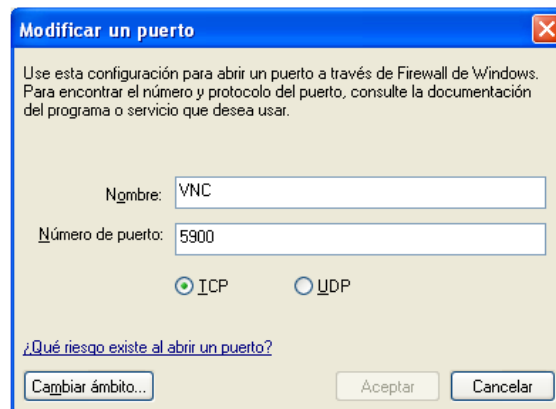 Modificar un puerto
Use esta configuración para abrir un puerto a través de Firewall de Windows.
Para encontrar el número y protocolo del puerto, consulte la documentación
del programa o servicio que desea usar.
Nombre: VNC
Número de puerto: 5900
TCP UDP
¿Qué riesgo existe al abrir un puerto?
Cambiar ámbito... Aceptar Cancelar